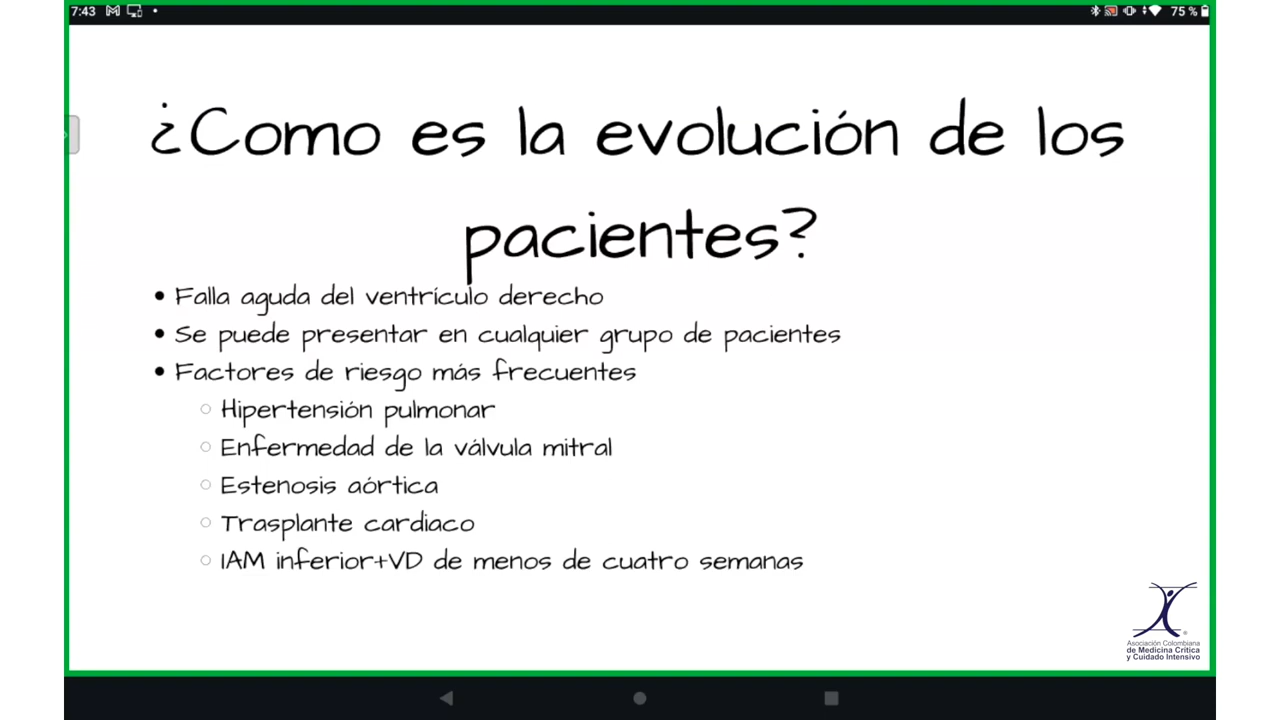 7:43
75 %
¿Como es la evolución de los
pacientes?
• Falla aguda del ventrículo derecho
• Se puede presentar en cualquier grupo de pacientes
• Factores de riesgo más frecuentes
○ Hipertensión pulmonar
○ Enfermedad de la válvula mitral
○ Estenosis aórtica
○ Trasplante cardiaco
○ IAM inferior+VD de menos de cuatro semanas
Asociación Colombiana
de Medicina Crítica
y Cuidado Intensivo